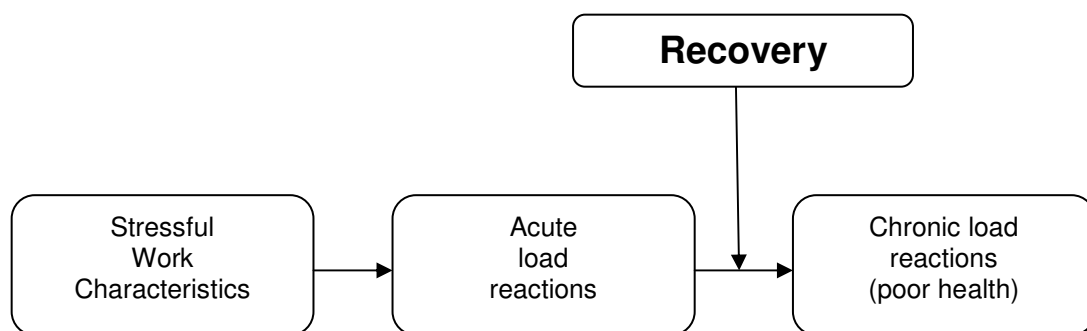 Recovery
Stressful
Work
Characteristics
Acute
load
reactions
Chronic load
reactions
(poor health)